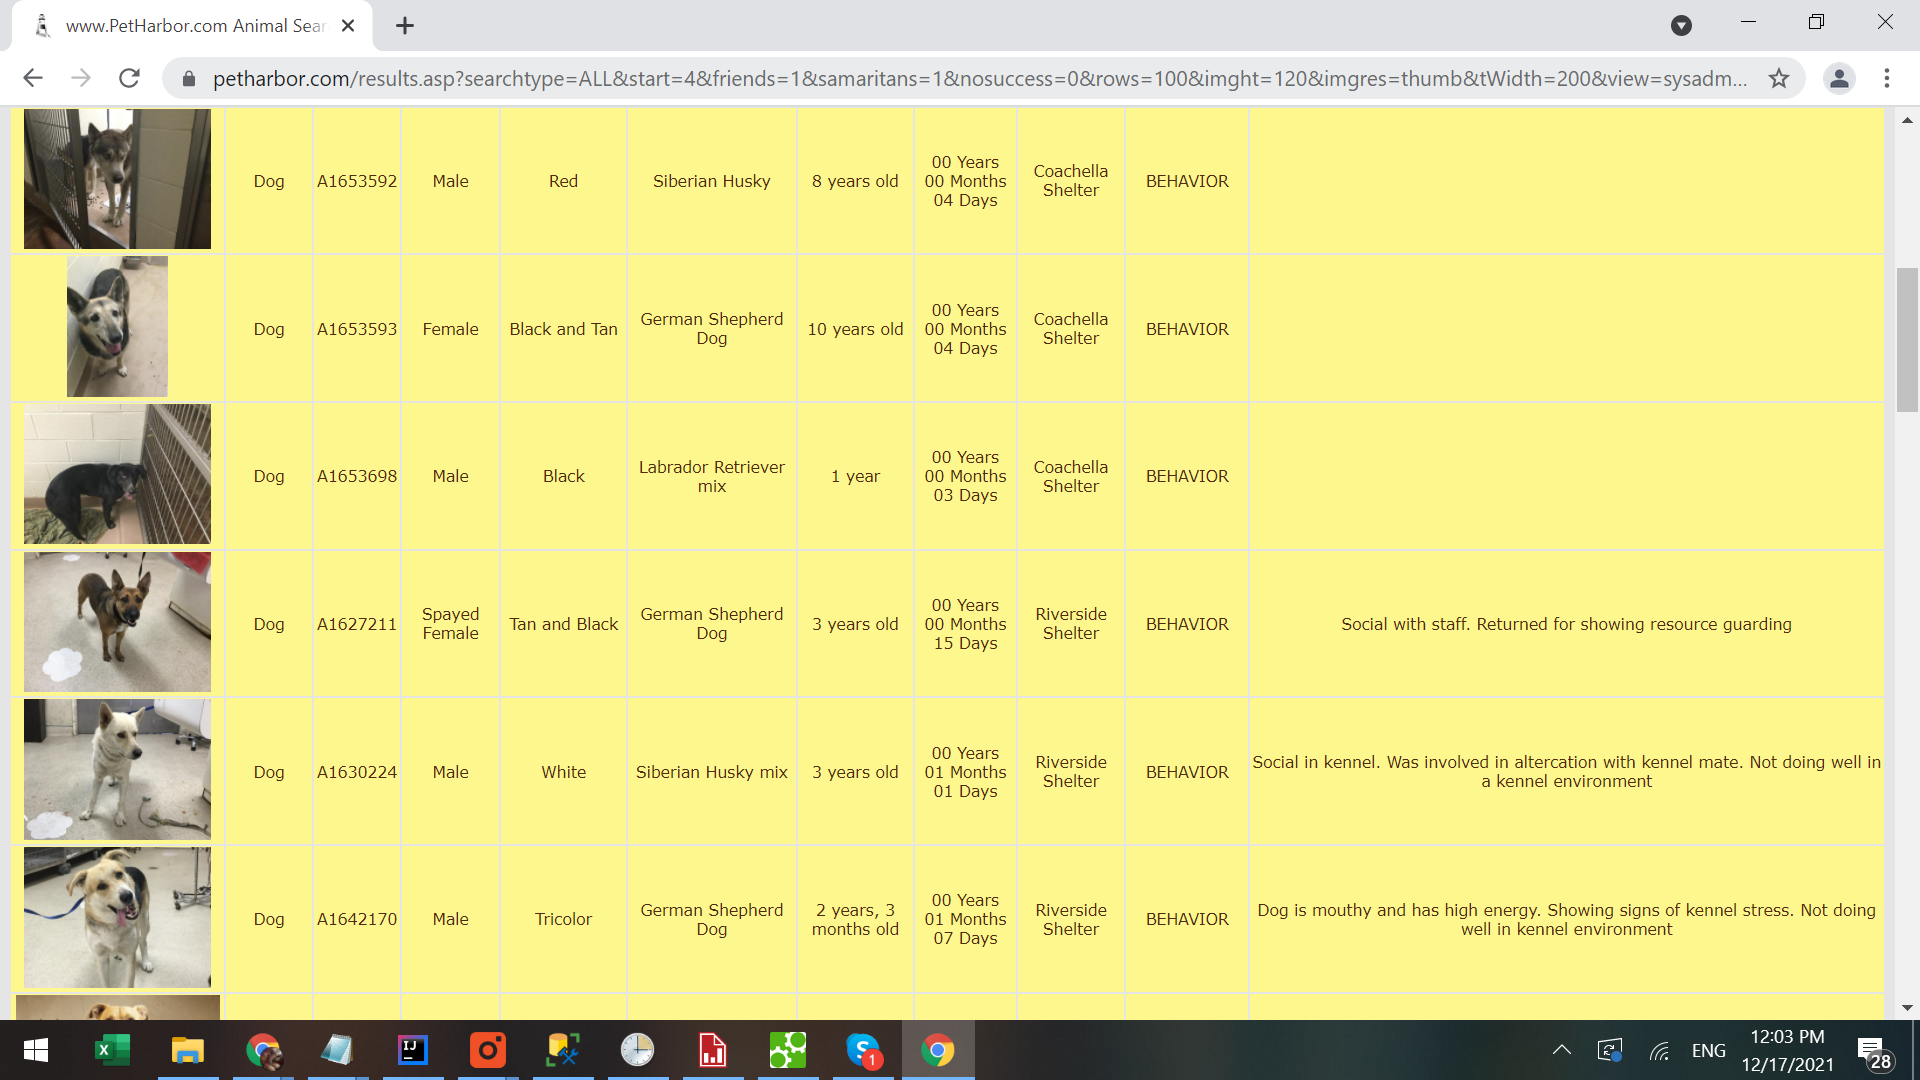 www.PetHarbor.com Animal Sear
petharbor.com/results.asp?searchtype=ALL&start=4&friends=1&samaritans=1&nosuccess=0&rows=100&imght=120&imgres=thumb&tWidth=200&view=sysadm...
Dog
A1653592
Male
Red
Siberian Husky
8 years old
00 Years
00 Months
04 Days
Coachella
Shelter
BEHAVIOR
Dog
A1653593
Female
Black and Tan
German Shepherd
Dog
10 years old
00 Years
00 Months
04 Days
Coachella
Shelter
BEHAVIOR
Dog
A1653698
Male
Black
Labrador Retriever
mix
1 year
00 Years
00 Months
03 Days
Coachella
Shelter
BEHAVIOR
Dog
A1627211
Spayed
Female
Tan and Black
German Shepherd
Dog
3 years old
00 Years
00 Months
15 Days
Riverside
Shelter
BEHAVIOR
Social with staff. Returned for showing resource guarding
Dog
A1630224
Male
White
Siberian Husky mix
3 years old
00 Years
01 Months
01 Days
Riverside
Shelter
BEHAVIOR
Social in kennel. Was involved in altercation with kennel mate. Not doing well in
a kennel environment
Dog
A1642170
Male
Tricolor
German Shepherd
Dog
2 years, 3
months old
00 Years
01 Months
07 Days
Riverside
Shelter
BEHAVIOR
Dog is mouthy and has high energy. Showing signs of kennel stress. Not doing
well in kennel environment
X
IJ
S
1
ENG
12:03 PM
12/17/2021
28